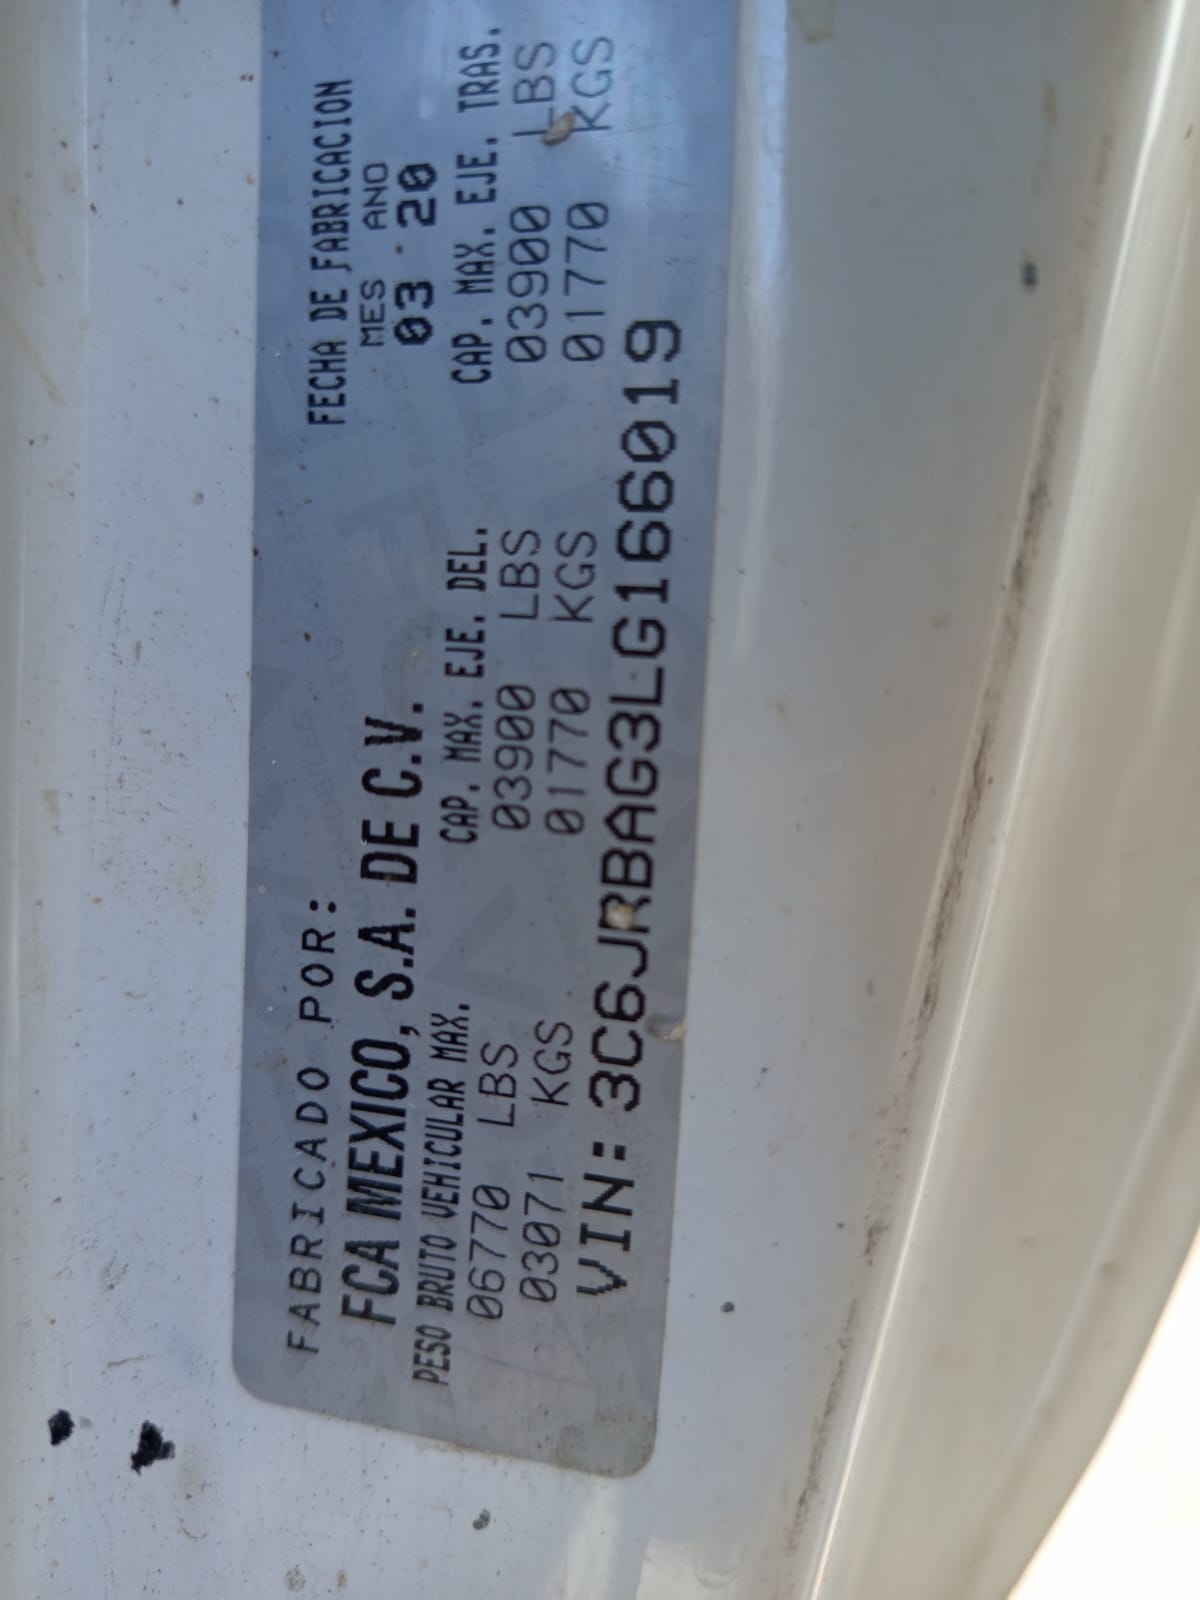 FABRICADO POR:
FECHA DE FABRICACION
FCA MEXICO, S.A. DE C.V.
MES ANO
03 20
PESO BRUTO VEHICULAR MAX.
CAP. MAX. EJE. DEL.
CAP. MAX. EJE. TRAS.
06770 LBS
03900 LBS
03900 LBS
03071 KGS
01770 KGS
01770 KGS
VIN: 3C6JRBAG3LG166019